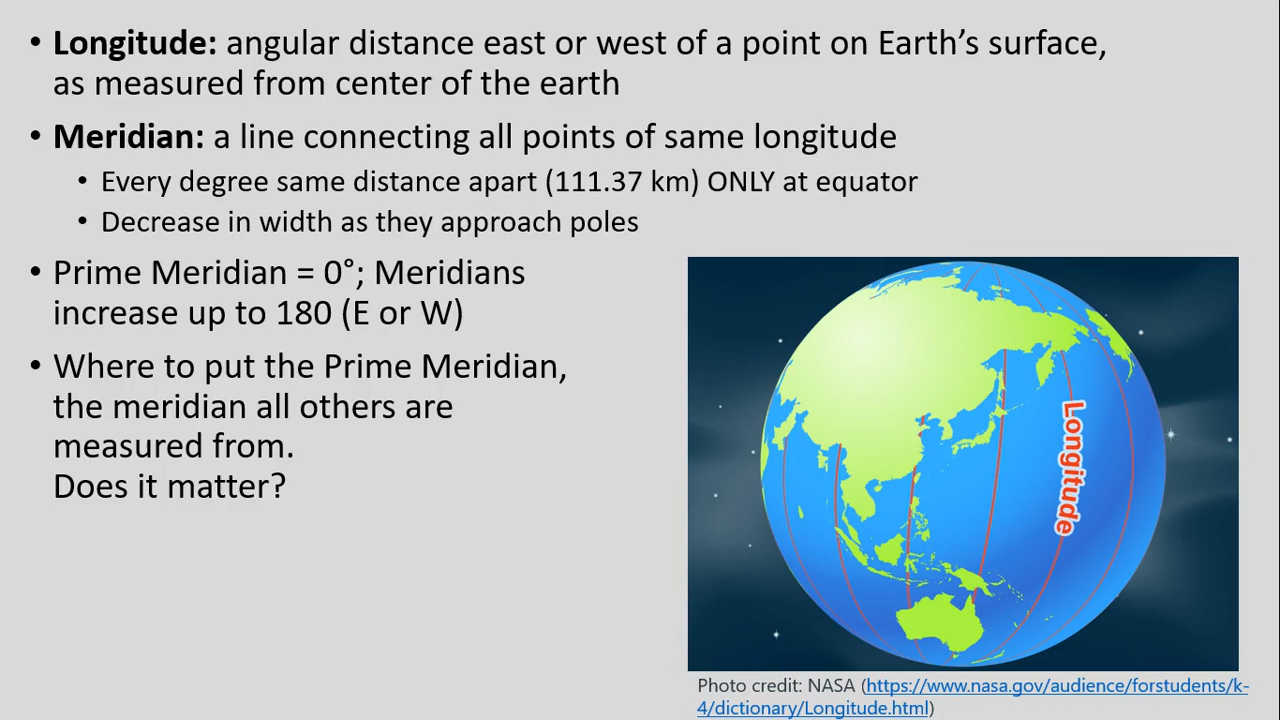 • Longitude: angular distance east or west of a point on Earth’s surface,
as measured from center of the earth
• Meridian: a line connecting all points of same longitude
• Every degree same distance apart (111.37 km) ONLY at equator
• Decrease in width as they approach poles
• Prime Meridian = 0°; Meridians
increase up to 180 (E or W)
• Where to put the Prime Meridian,
the meridian all others are
measured from.
Does it matter?
Longitude
Photo credit: NASA (https://www.nasa.gov/audience/forstudents/k-
4/dictionary/Longitude.html)